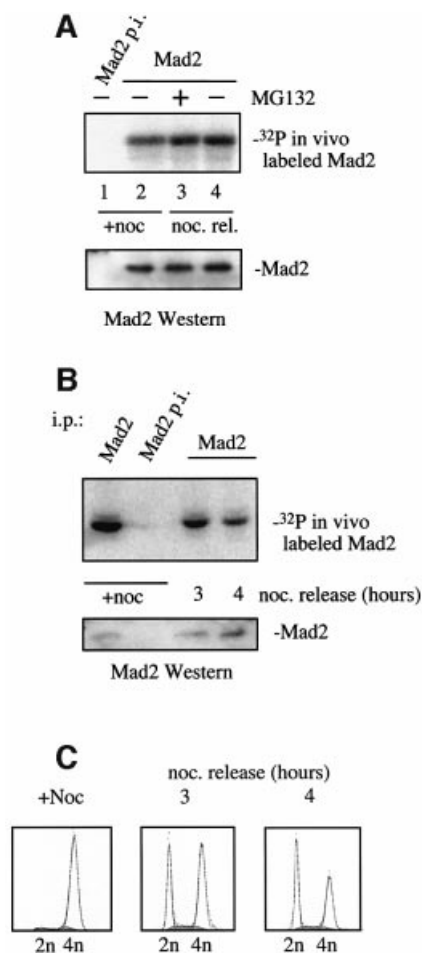 A
Mad2 p.i.
Mad2
− − + − MG132
-32P in vivo
labeled Mad2
1 2 3 4
+noc noc. rel.
-Mad2
Mad2 Western
B
i.p.: Mad2 Mad2 p.i. Mad2
-32P in vivo
labeled Mad2
+noc 3 4 noc. release (hours)
-Mad2
Mad2 Western
C
noc. release (hours)
+Noc 3 4
2n 4n 2n 4n 2n 4n